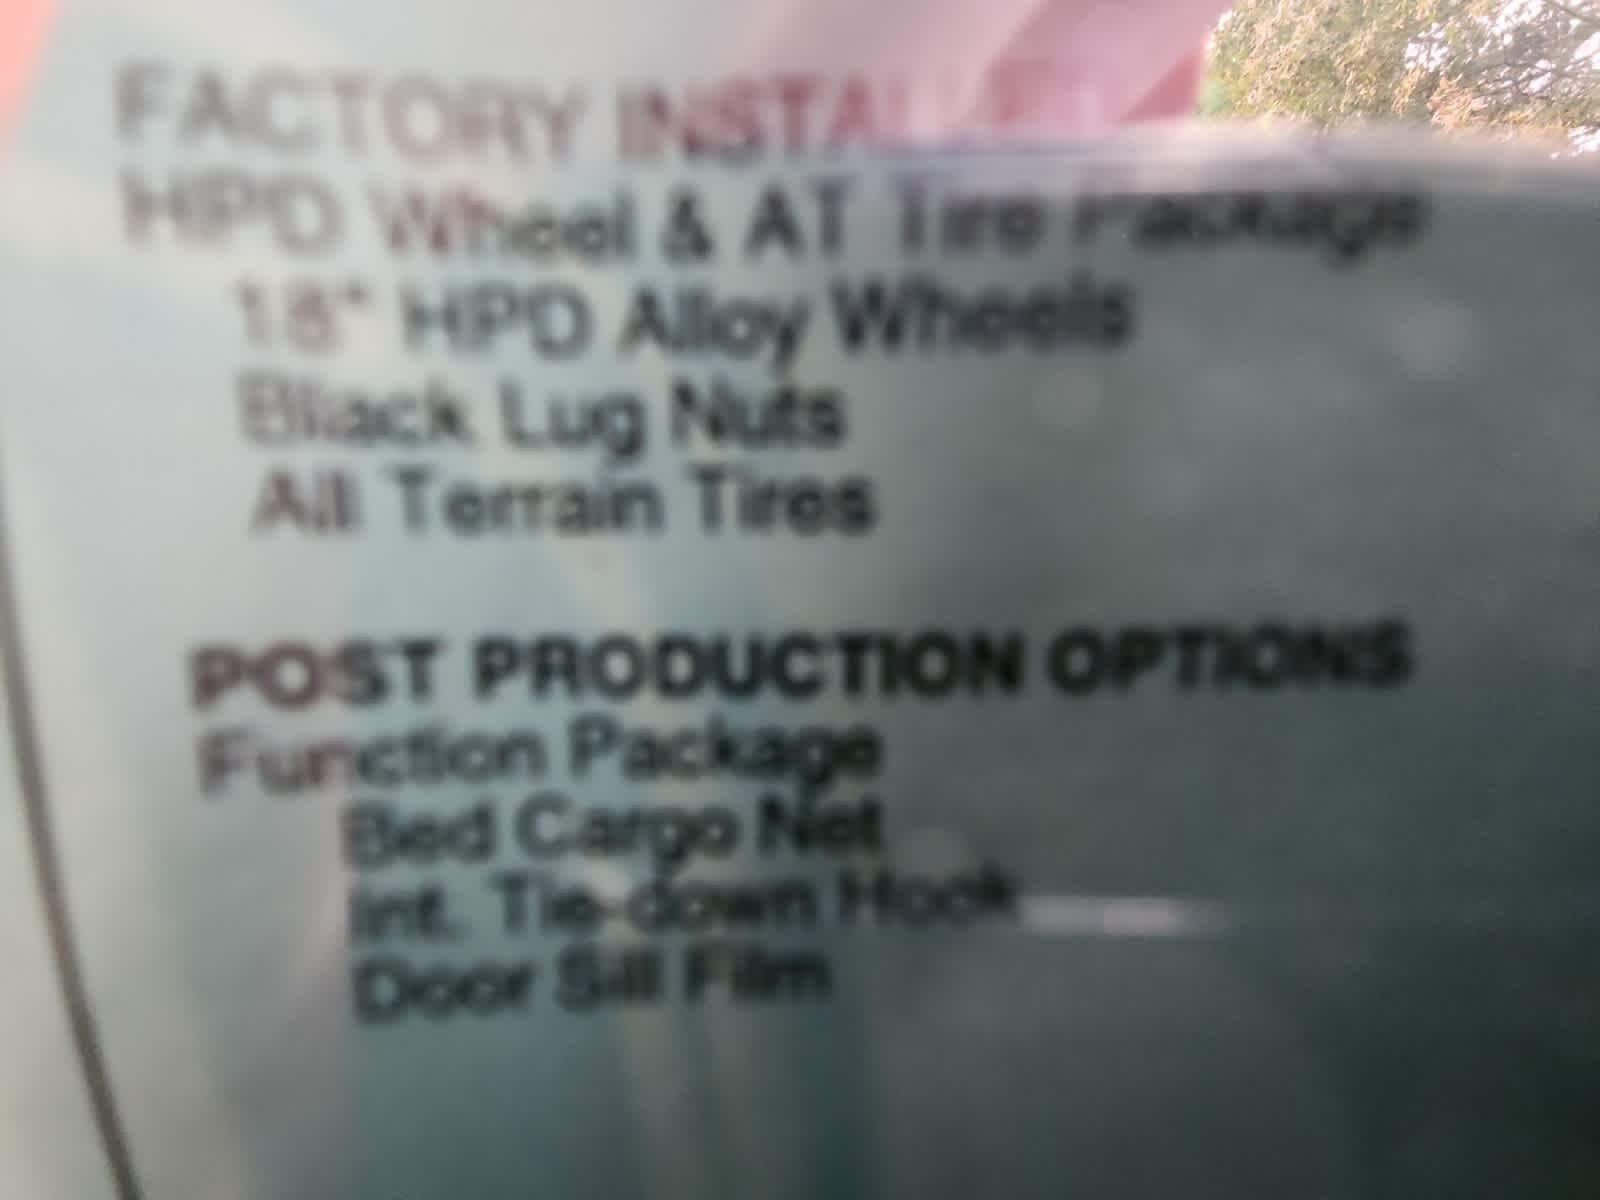 FACTORY INSTALLED
HPD Wheel & AT Tire Package
18" HPD Alloy Wheels
Black Lug Nuts
All Terrain Tires
POST PRODUCTION OPTIONS
Function Package
Bed Cargo Net
Int. Tie-down Hook
Door Sill Film